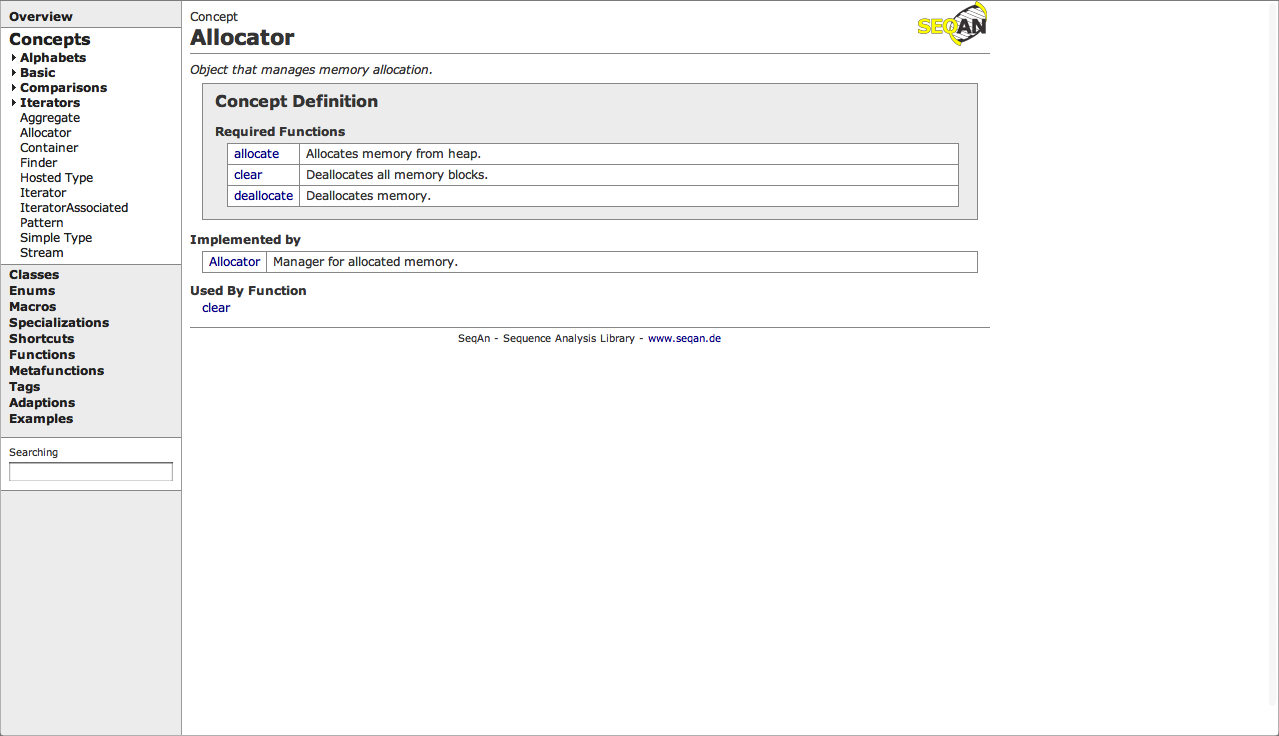 Overview
Concepts
Alphabets
Basic
Comparisons
Iterators
Aggregate
Allocator
Container
Finder
Hosted Type
Iterator
IteratorAssociated
Pattern
Simple Type
Stream
Classes
Enums
Macros
Specializations
Shortcuts
Functions
Metafunctions
Tags
Adaptions
Examples
Searching
Concept
Allocator
SEQAN
Object that manages memory allocation.
Concept Definition
Required Functions
allocate Allocates memory from heap.
clear Deallocates all memory blocks.
deallocate Deallocates memory.
Implemented by
Allocator Manager for allocated memory.
Used By Function
clear
SeqAn - Sequence Analysis Library - www.seqan.de